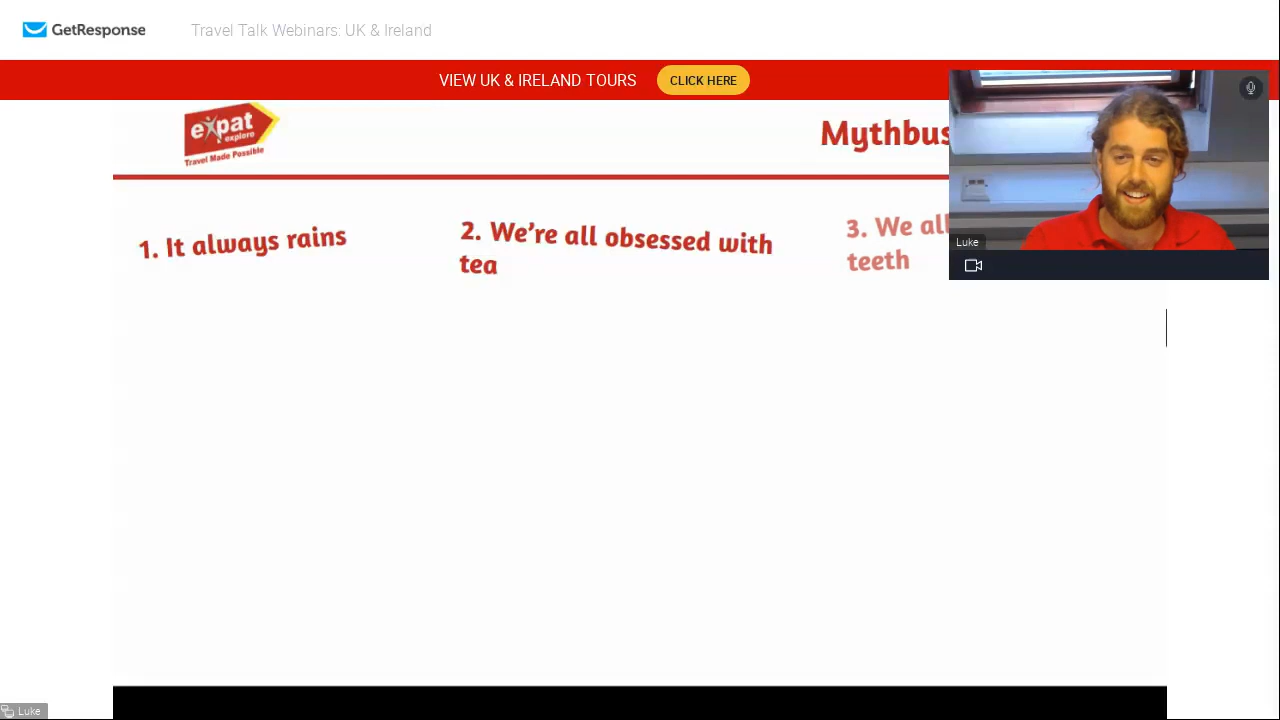 GetResponse
Travel Talk Webinars: UK & Ireland
VIEW UK & IRELAND TOURS
CLICK HERE
expat
explore
Travel Made Possible
1. It always rains
2. We're all obsessed with
tea
3. We all
teeth
Luke
Luke